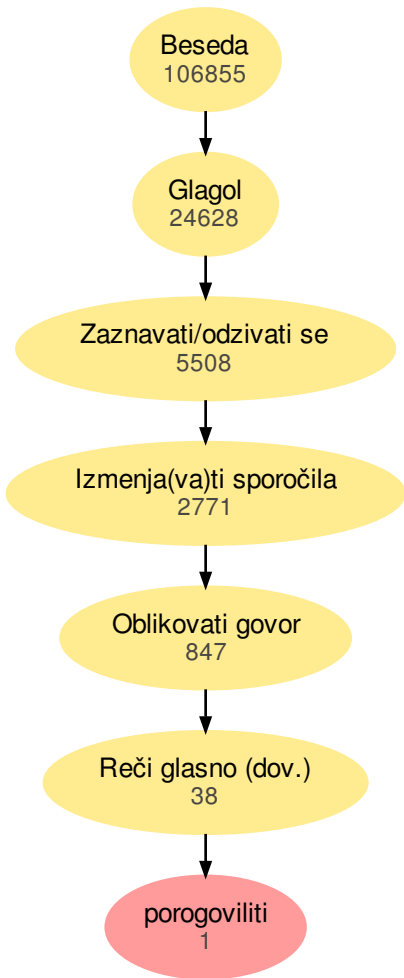 Beseda
106855
Glagol
24628
Zaznavati/odzivati se
5508
Izmenja(va)ti sporočila
2771
Oblikovati govor
847
Reči glasno (dov.)
38
porogoviliti
1